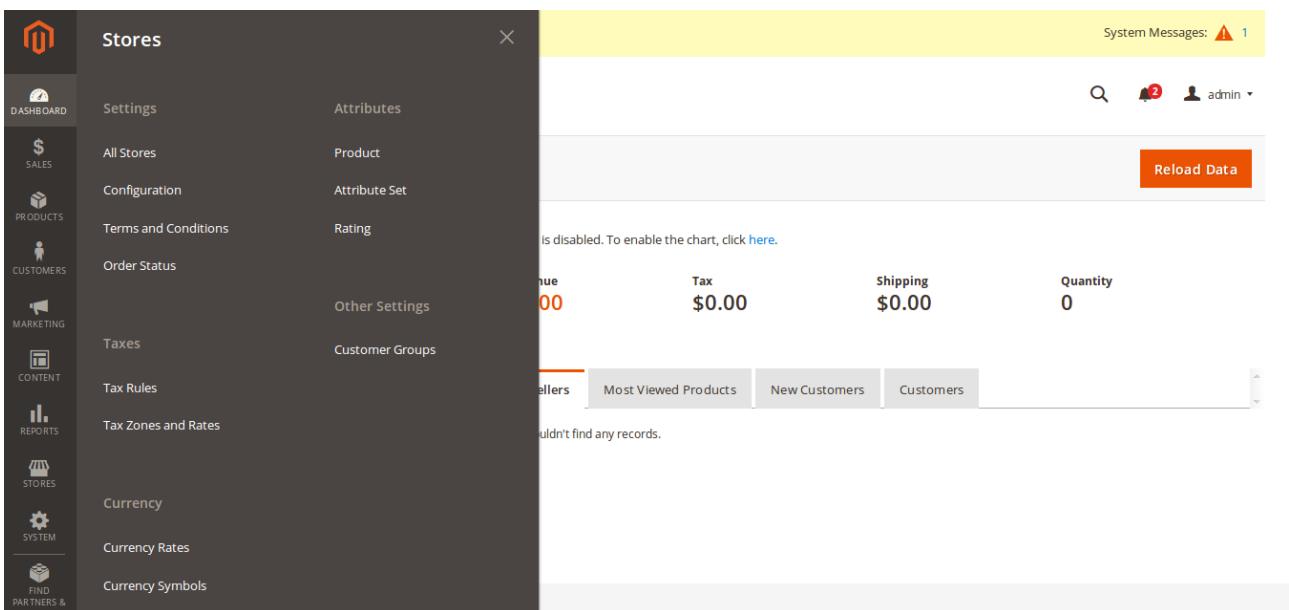 DASHBOARD
SALES
PRODUCTS
CUSTOMERS
MARKETING
CONTENT
REPORTS
STORES
SYSTEM
FIND
PARTNERS &
Stores
Settings
All Stores
Configuration
Terms and Conditions
Order Status
Taxes
Tax Rules
Tax Zones and Rates
Currency
Currency Rates
Currency Symbols
Attributes
Product
Attribute Set
Rating
Other Settings
Customer Groups
System Messages: 1
2 admin
Reload Data
is disabled. To enable the chart, click here.
nue Tax Shipping Quantity
00 $0.00 $0.00 0
ellers Most Viewed Products New Customers Customers
uldn't find any records.